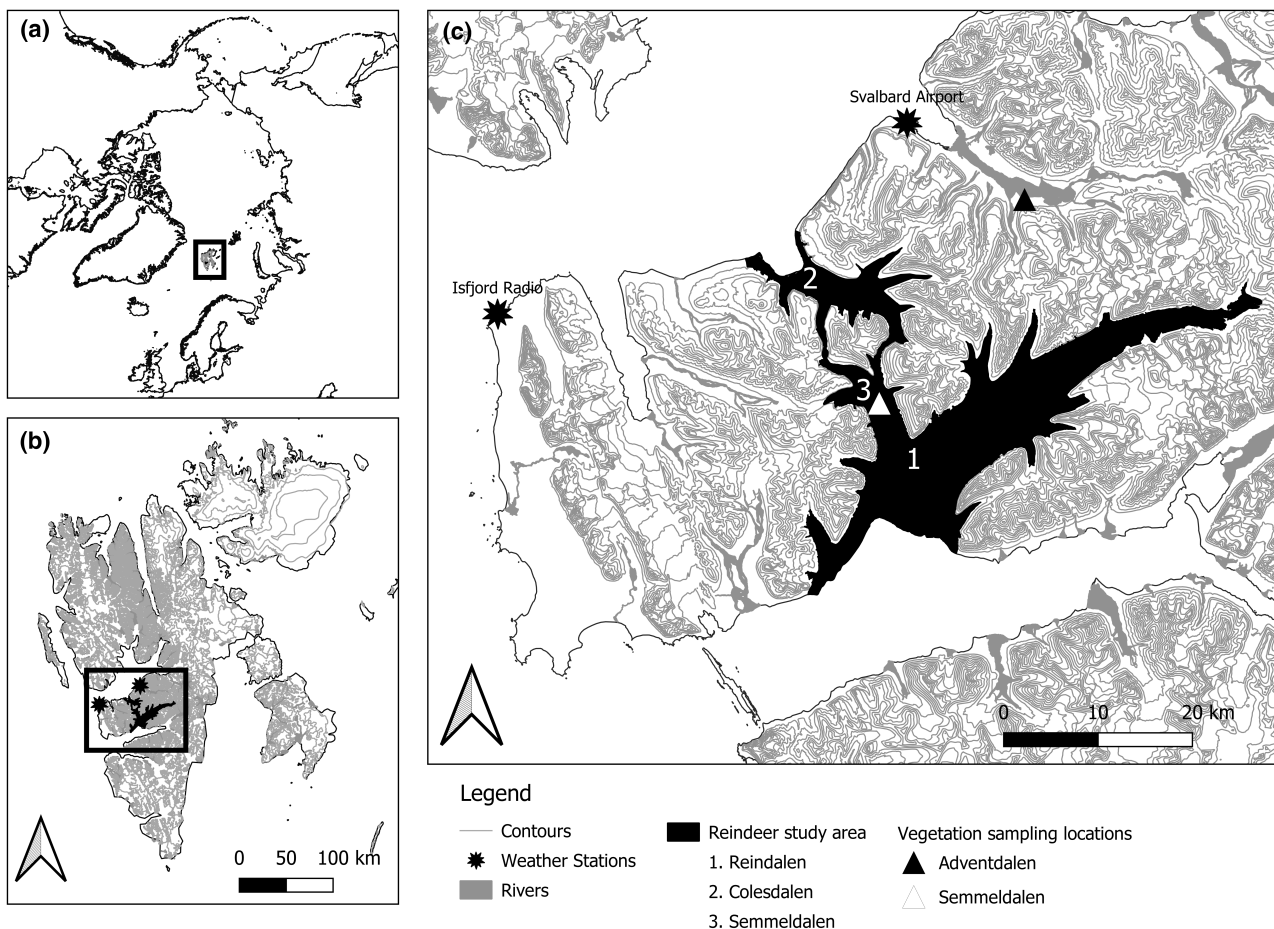 (a)
(b)
0 50 100 km
(c)
Svalbard Airport
Isfjord Radio
2
3
1
0 10 20 km
Legend
Contours
Weather Stations
Rivers
Reindeer study area
1. Reindalen
2. Colesdalen
3. Semmeldalen
Vegetation sampling locations
Adventdalen
Semmeldalen